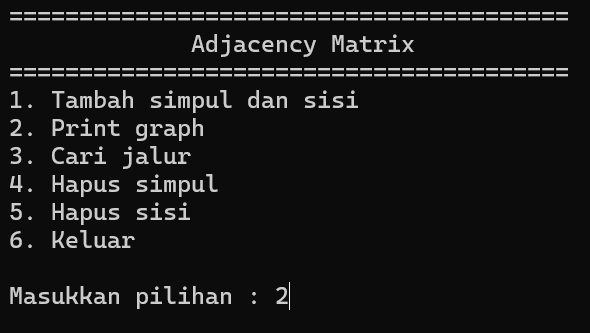 ========================================
Adjacency Matrix
========================================
1. Tambah simpul dan sisi
2. Print graph
3. Cari jalur
4. Hapus simpul
5. Hapus sisi
6. Keluar
Masukkan pilihan : 2